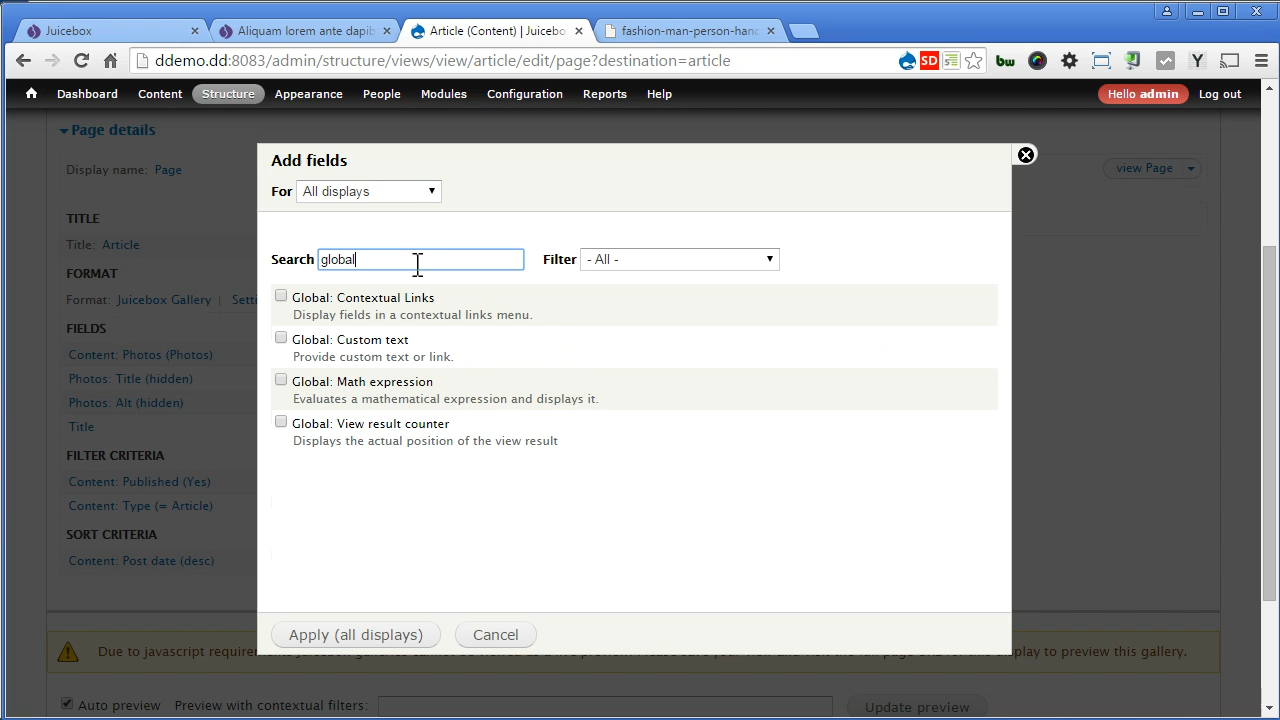 Juicebox
Aliquam lorem ante dapib
Article (Content) | Juicebo
fashion-man-person-hand
ddemo.dd:8083/admin/structure/views/view/article/edit/page?destination=article
SD
bw
Y
Dashboard Content Structure Appearance People Modules Configuration Reports Help
Hello admin Log out
Page details
Display name: Page
view Page
TITLE
Title: Article
FORMAT
Format: Juicebox Gallery | Setti
FIELDS
Content: Photos (Photos)
Photos: Title (hidden)
Photos: Alt (hidden)
Title
FILTER CRITERIA
Content: Published (Yes)
Content: Type (= Article)
SORT CRITERIA
Content: Post date (desc)
Add fields
For All displays
Search global Filter - All -
Global: Contextual Links
Display fields in a contextual links menu.
Global: Custom text
Provide custom text or link.
Global: Math expression
Evaluates a mathematical expression and displays it.
Global: View result counter
Displays the actual position of the view result
Apply (all displays) Cancel
Due to javascript require
lay to preview this gallery.
Auto preview Preview with contextual filters: Update preview